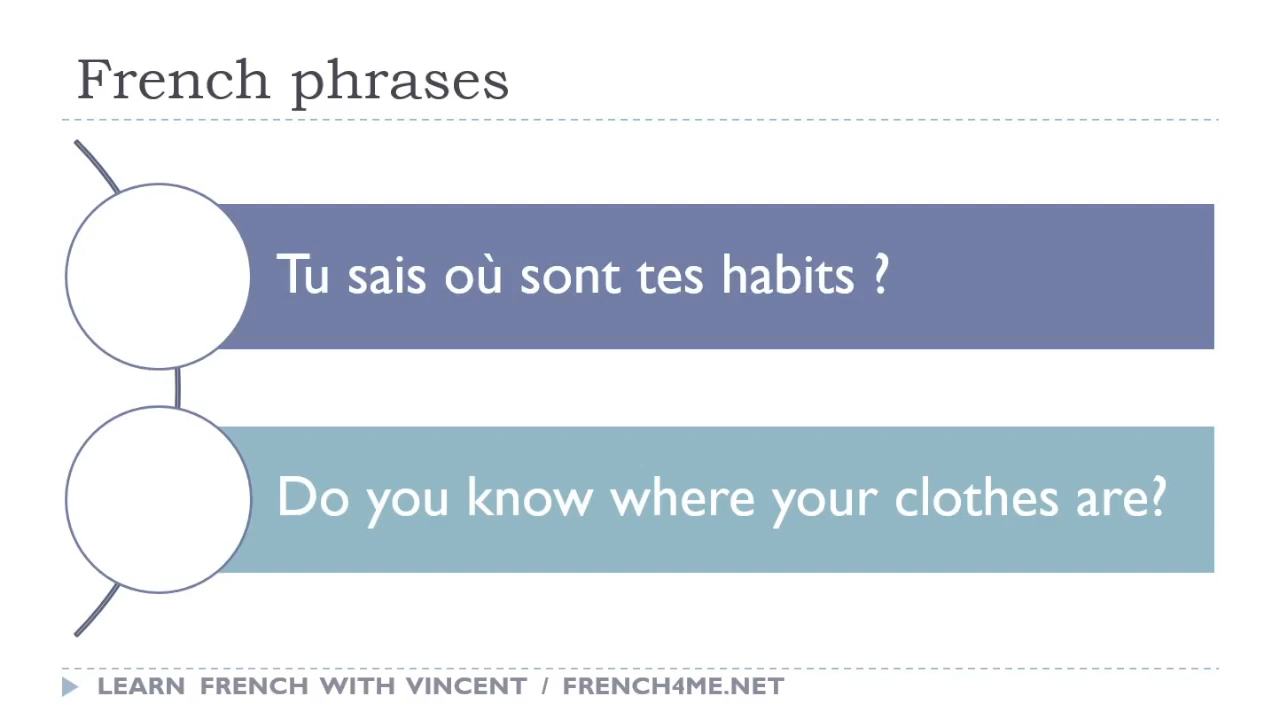 French phrases
Tu sais où sont tes habits ?
Do you know where your clothes are?
LEARN FRENCH WITH VINCENT / FRENCH4ME.NET